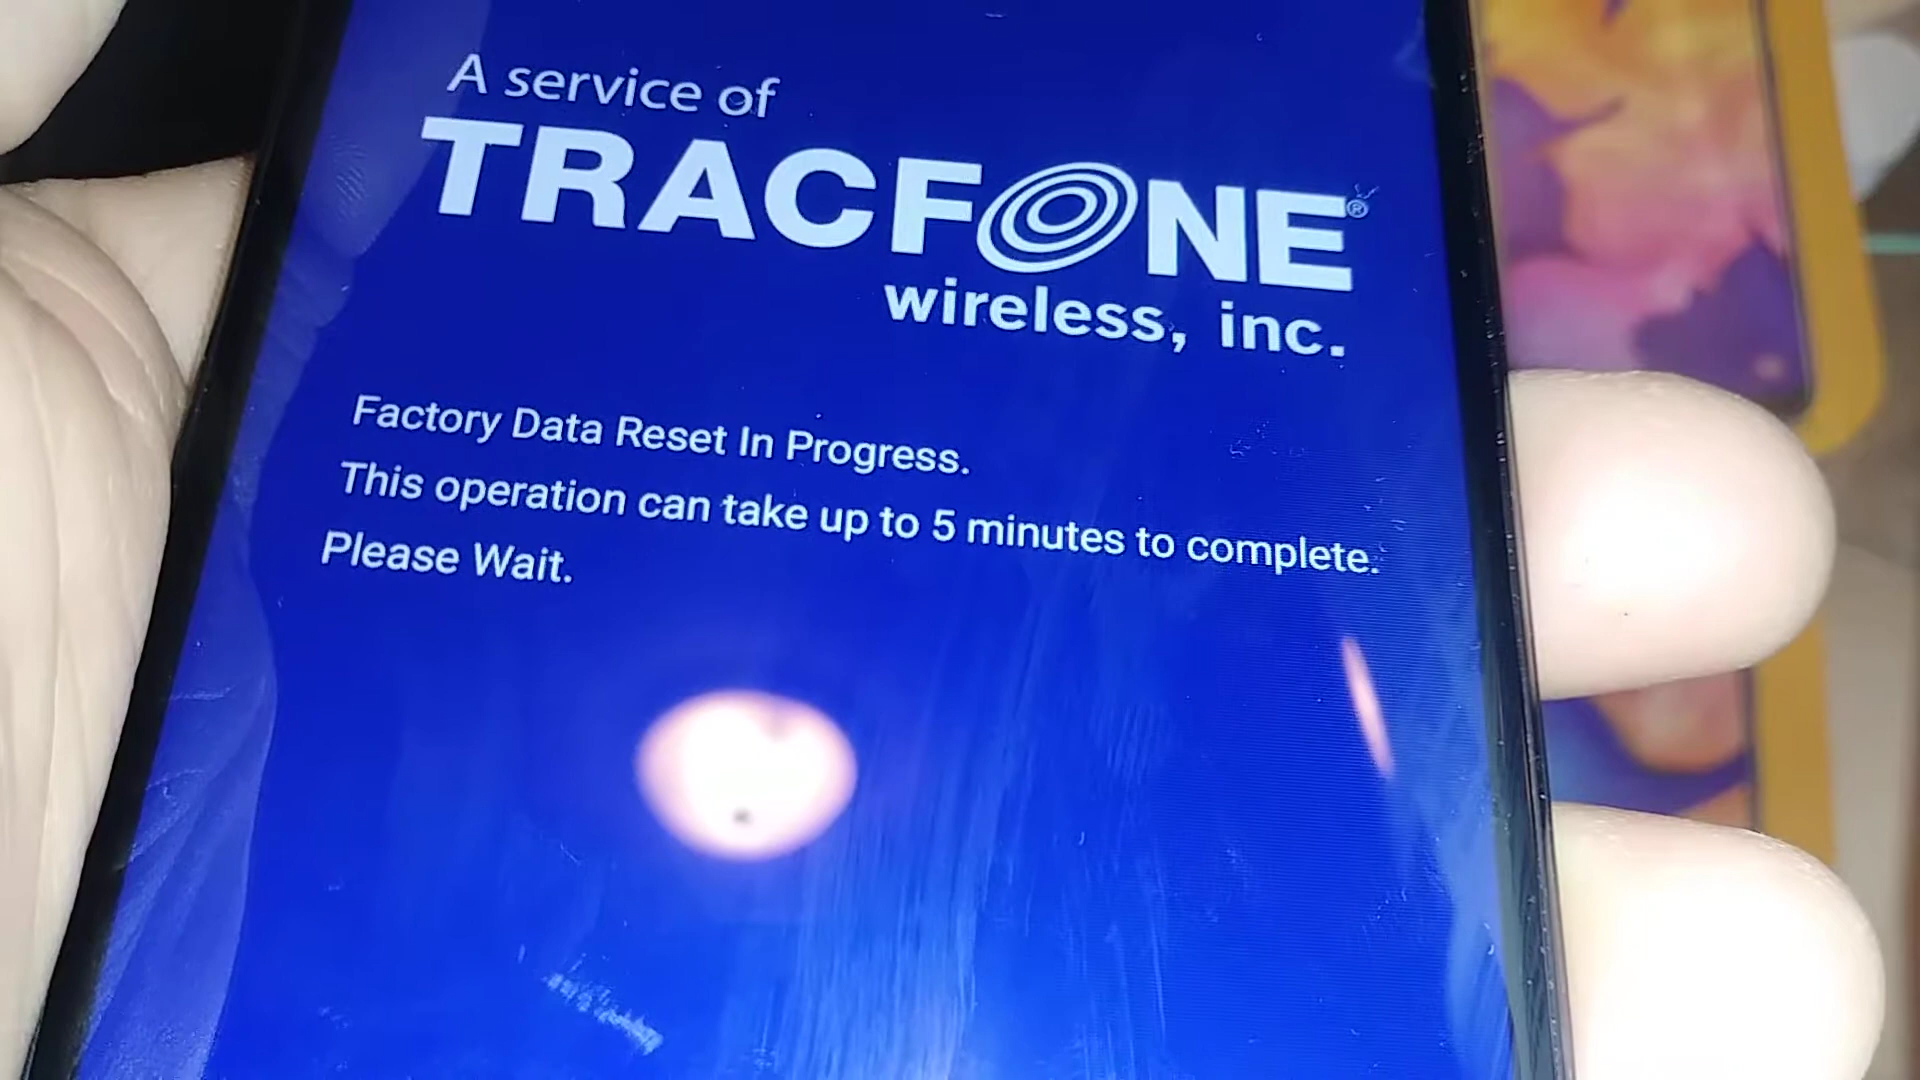 A service of
TRACFONE®
wireless, inc.
Factory Data Reset In Progress.
This operation can take up to 5 minutes to complete.
Please Wait.